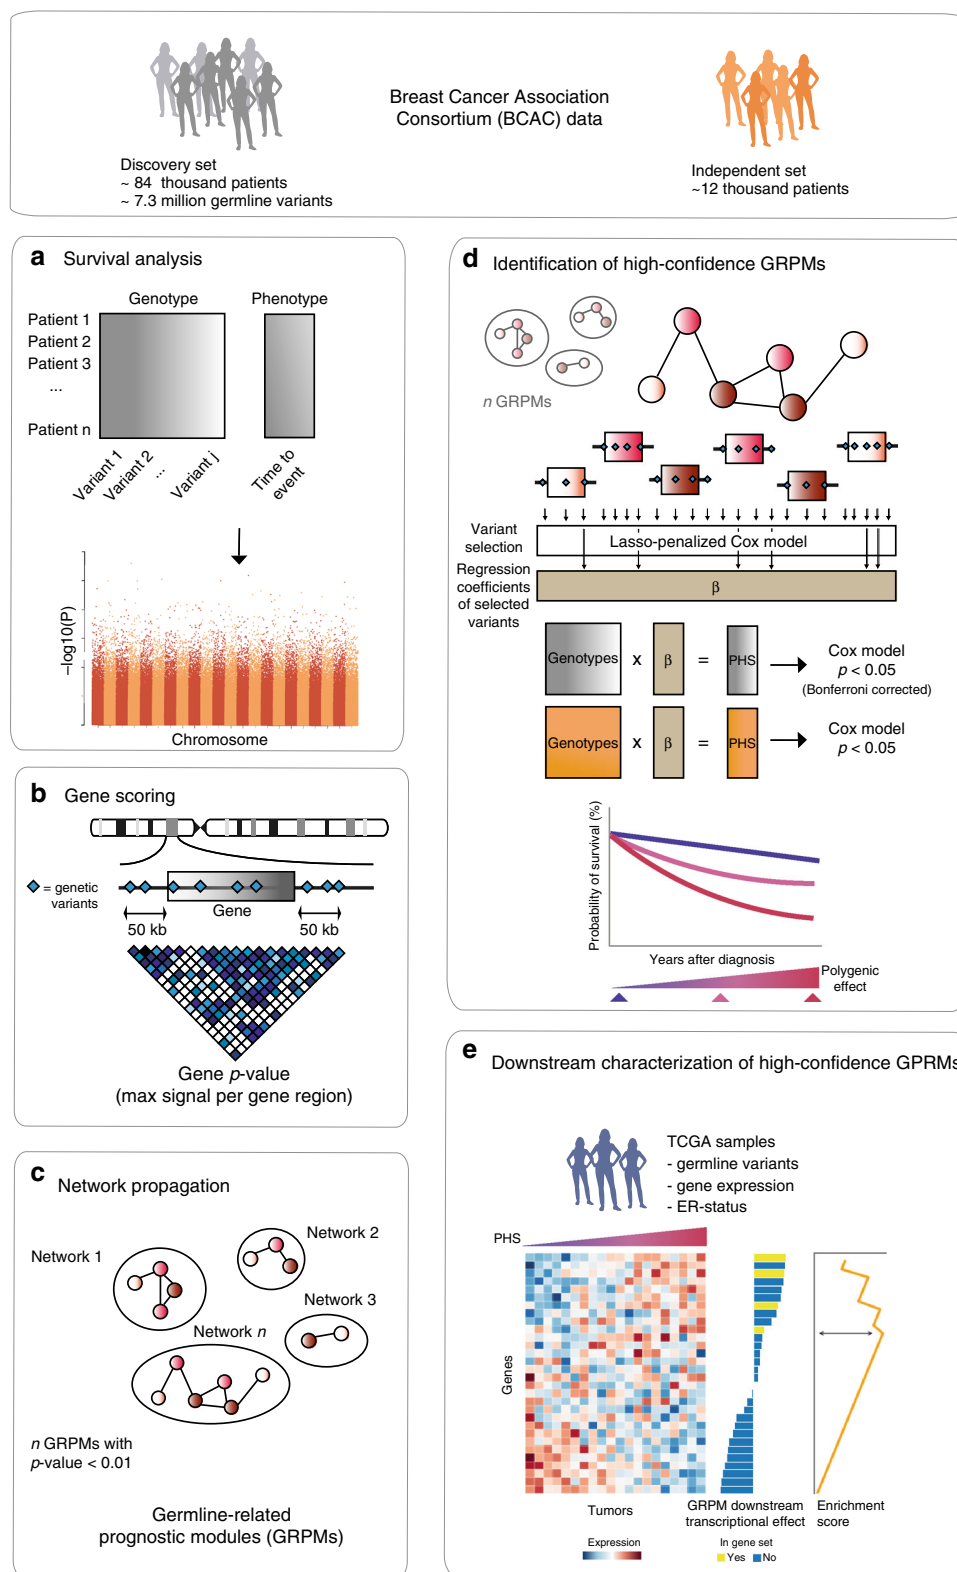 Breast Cancer Association
Consortium (BCAC) data
Discovery set
~ 84 thousand patients
~ 7.3 million germline variants
Independent set
~12 thousand patients
a Survival analysis
Genotype
Phenotype
Patient 1
Patient 2
Patient 3
...
Patient n
Variant 1
Variant 2
...
Variant j
Time to
event
–log10(P)
Chromosome
b Gene scoring
= genetic
variants
Gene
50 kb
50 kb
Gene p-value
(max signal per gene region)
c Network propagation
Network 1
Network 2
Network 3
Network n
n GRPMs with
p-value < 0.01
Germline-related
prognostic modules (GRPMs)
d Identification of high-confidence GRPMs
n GRPMs
Variant
selection
Lasso-penalized Cox model
Regression
coefficients
of selected
variants
β
Genotypes x β = PHS
Cox model
p < 0.05
(Bonferroni corrected)
Genotypes x β = PHS
Cox model
p < 0.05
Probability of survival (%)
Years after diagnosis
Polygenic
effect
e Downstream characterization of high-confidence GPRMs
TCGA samples
- germline variants
- gene expression
- ER-status
PHS
Genes
Tumors
GRPM downstream
transcriptional effect
Enrichment
score
Expression
In gene set
Yes No